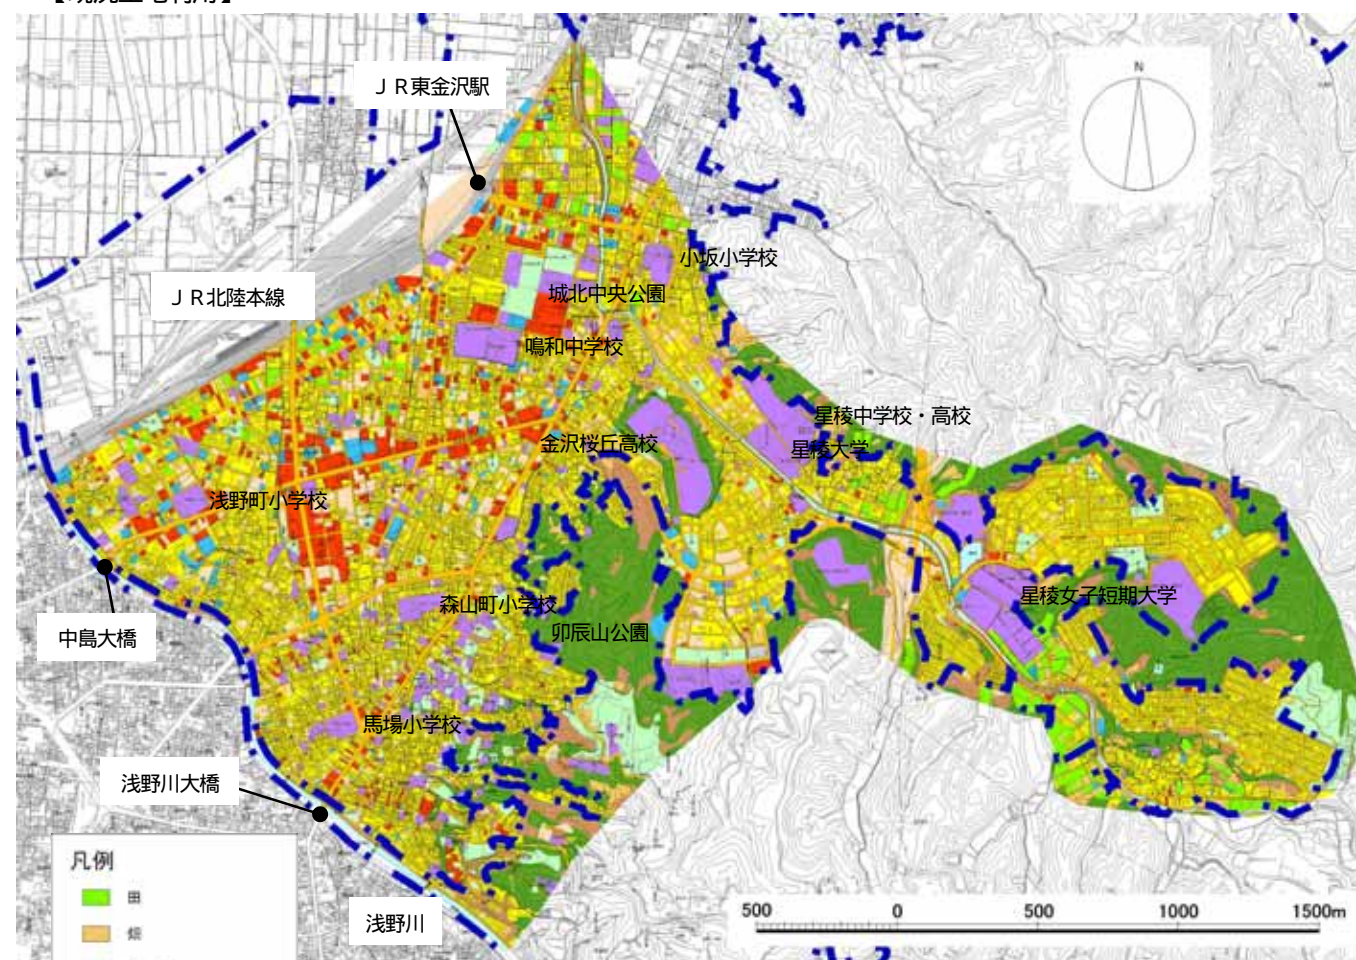 N
ＪＲ東金沢駅
小坂小学校
ＪＲ北陸本線
城北中央公園
鳴和中学校
星稜中学校・高校
金沢桜丘高校
星稜大学
浅野町小学校
星稜女子短期大学
森山町小学校
卯辰山公園
中島大橋
馬場小学校
浅野川大橋
凡例
田
畑
浅野川
500 0 500 1000 1500m